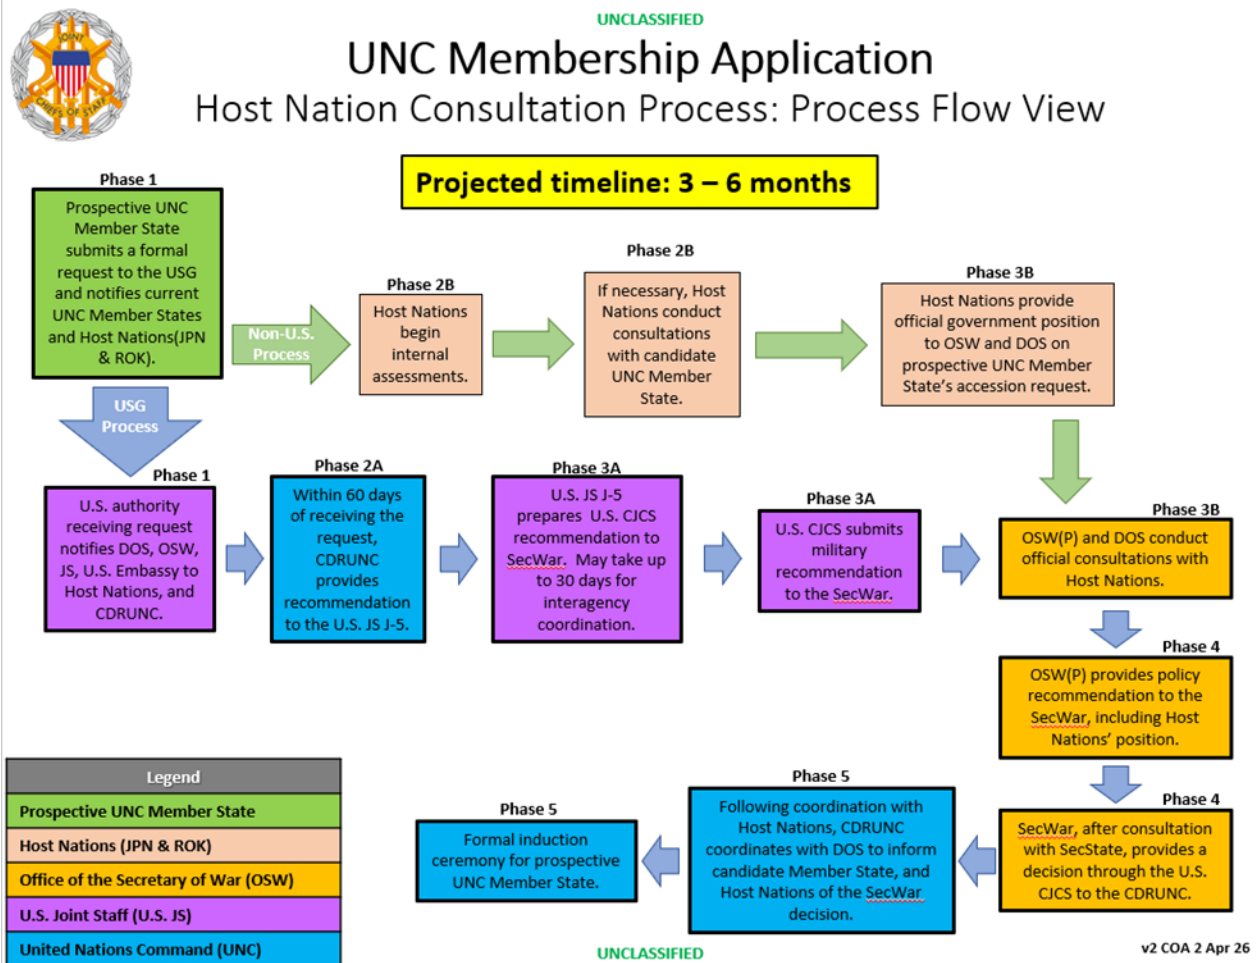 UNCLASSIFIED
JOINT
CHIEFS OF STAFF
UNC Membership Application
Host Nation Consultation Process: Process Flow View
Projected timeline: 3 – 6 months
Phase 1
Prospective UNC
Member State
submits a formal
request to the USG
and notifies current
UNC Member States
and Host Nations(JPN
& ROK).
Non-U.S.
Process
Phase 2B
Host Nations
begin
internal
assessments.
Phase 2B
If necessary, Host
Nations conduct
consultations
with candidate
UNC Member
State.
Phase 3B
Host Nations provide
official government position
to OSW and DOS on
prospective UNC Member
State's accession request.
USG
Process
Phase 1
U.S. authority
receiving request
notifies DOS, OSW,
JS, U.S. Embassy to
Host Nations, and
CDRUNC.
Phase 2A
Within 60 days
of receiving the
request,
CDRUNC
provides
recommendation
to the U.S. JS J-5.
Phase 3A
U.S. JS J-5
prepares U.S. CJCS
recommendation to
SecWar. May take up
to 30 days for
interagency
coordination.
Phase 3A
U.S. CJCS submits
military
recommendation
to the SecWar.
Phase 3B
OSW(P) and DOS conduct
official consultations with
Host Nations.
Phase 4
OSW(P) provides policy
recommendation to the
SecWar, including Host
Nations' position.
Phase 4
SecWar, after consultation
with SecState, provides a
decision through the U.S.
CJCS to the CDRUNC.
Phase 5
Following coordination with
Host Nations, CDRUNC
coordinates with DOS to inform
candidate Member State, and
Host Nations of the SecWar
decision.
Phase 5
Formal induction
ceremony for prospective
UNC Member State.
Legend
Prospective UNC Member State
Host Nations (JPN & ROK)
Office of the Secretary of War (OSW)
U.S. Joint Staff (U.S. JS)
United Nations Command (UNC)
UNCLASSIFIED
v2 COA 2 Apr 26